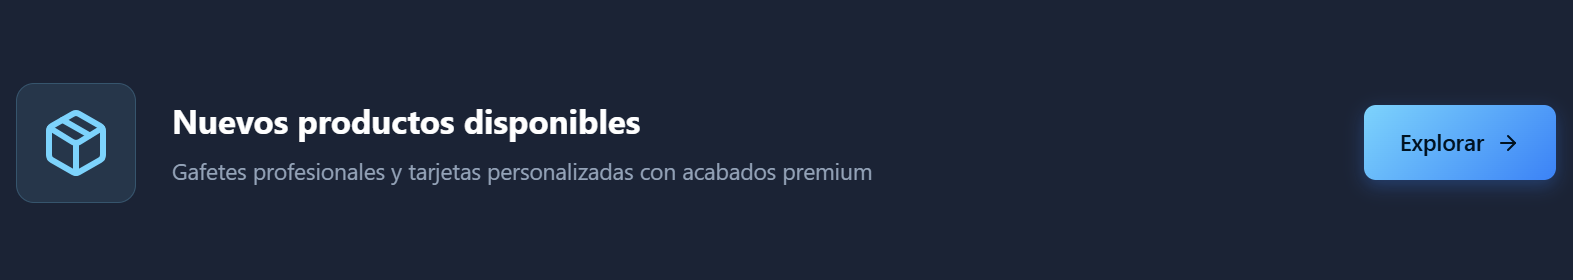 Nuevos productos disponibles
Gafetes profesionales y tarjetas personalizadas con acabados premium
Explorar →